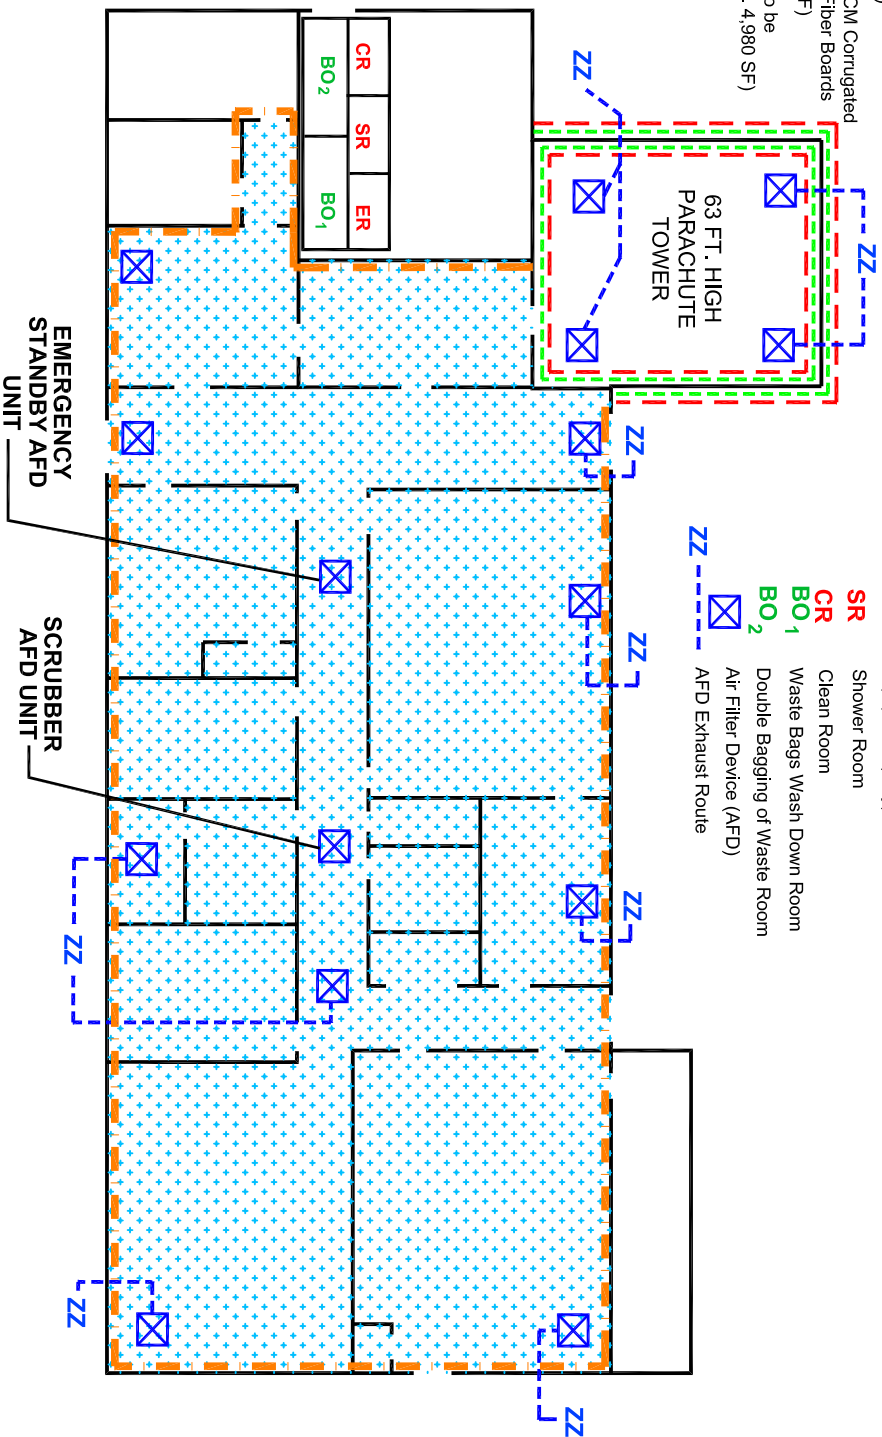 CM Corrugated
Fiber Boards
F)
o be
. 4,980 SF)
SR Shower Room
CR Clean Room
BO1 Waste Bags Wash Down Room
BO2 Double Bagging of Waste Room
Air Filter Device (AFD)
ZZ AFD Exhaust Route
ZZ
63 FT. HIGH
PARACHUTE
TOWER
ZZ
ZZ
ZZ
ZZ
ZZ
CR SR ER
BO2 BO1
ZZ
ZZ
EMERGENCY
STANDBY AFD
UNIT
SCRUBBER
AFD UNIT